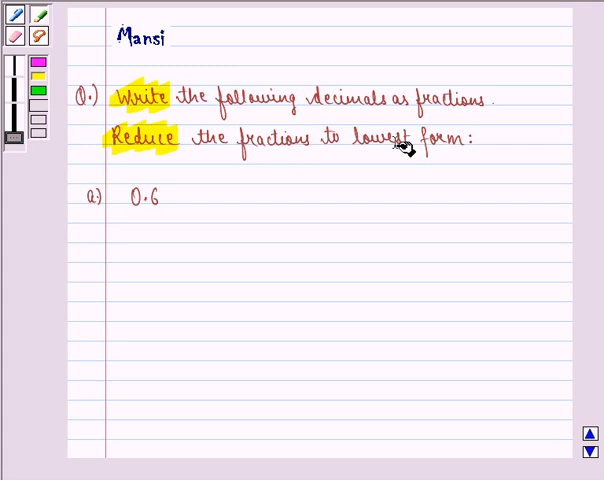 Mansi
Q.) Write the following decimals as fractions.
Reduce the fractions to lowest form:
a.) 0.6